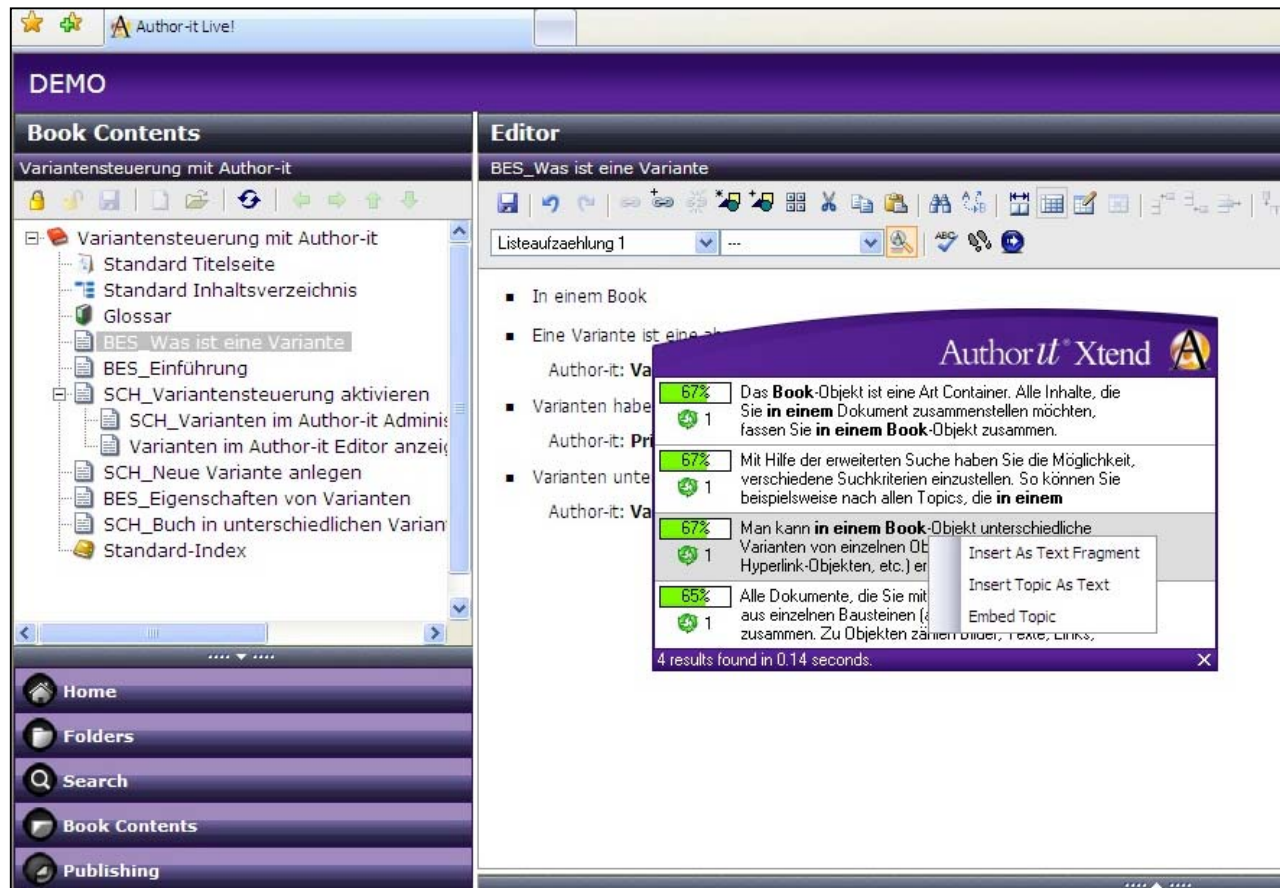 Author-it Live!
DEMO
Book Contents
Variantensteuerung mit Author-it
Variantensteuerung mit Author-it
Standard Titelseite
Standard Inhaltsverzeichnis
Glossar
BES_Was ist eine Variante
BES_Einführung
SCH_Variantensteuerung aktivieren
SCH_Varianten im Author-it Adminis
Varianten im Author-it Editor anzei
SCH_Neue Variante anlegen
BES_Eigenschaften von Varianten
SCH_Buch in unterschiedlichen Varian
Standard-Index
Home
Folders
Search
Book Contents
Publishing
Editor
BES_Was ist eine Variante
Listeaufzaehlung 1
---
ABC
In einem Book
Eine Variante ist eine
Author-it: Va
Varianten habe
Author-it: Pri
Varianten unte
Author-it: Va
Authorit Xtend
67%
1
Das Book-Objekt ist eine Art Container. Alle Inhalte, die
Sie in einem Dokument zusammenstellen möchten,
fassen Sie in einem Book-Objekt zusammen.
67%
1
Mit Hilfe der erweiterten Suche haben Sie die Möglichkeit,
verschiedene Suchkriterien einzustellen. So können Sie
beispielsweise nach allen Topics, die in einem
67%
1
Man kann in einem Book-Objekt unterschiedliche
Varianten von einzelnen Ob
Hyperlink-Objekten, etc.) er
65%
1
Alle Dokumente, die Sie mit
aus einzelnen Bausteinen (a
zusammen. Zu Objekten zählen Bilder, Texte, Links,
Insert As Text Fragment
Insert Topic As Text
Embed Topic
4 results found in 0.14 seconds.